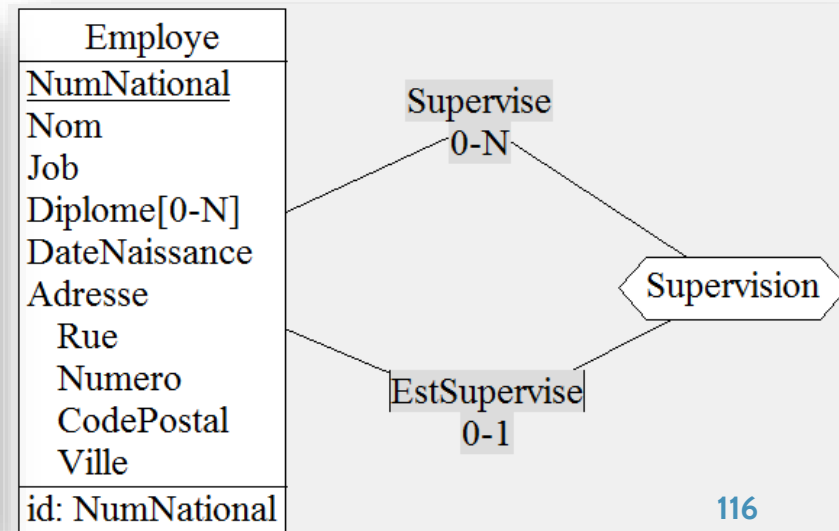 Employe
NumNational
Nom
Job
Diplome[0-N]
DateNaissance
Adresse
Rue
Numero
CodePostal
Ville
id: NumNational
Supervise
0-N
Supervision
EstSupervise
0-1
116